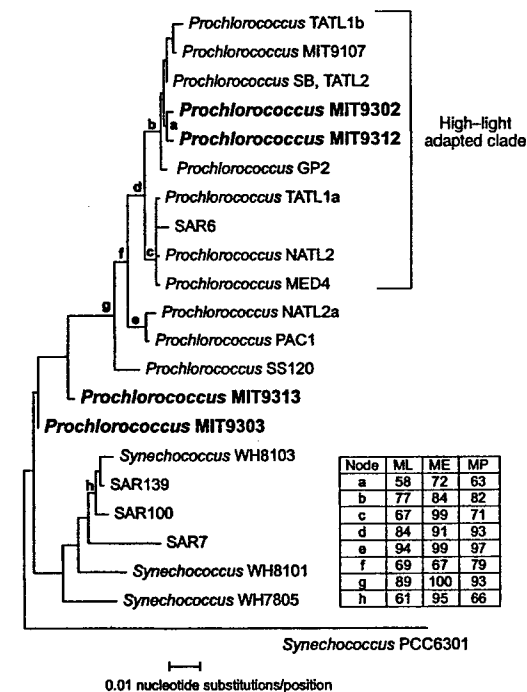 Prochlorococcus TATL1b
Prochlorococcus MIT9107
Prochlorococcus SB, TATL2
Prochlorococcus MIT9302
a
b
Prochlorococcus MIT9312
High-light
adapted clade
Prochlorococcus GP2
d
Prochlorococcus TATL1a
SAR6
f
c
Prochlorococcus NATL2
Prochlorococcus MED4
g
Prochlorococcus NATL2a
e
Prochlorococcus PAC1
Prochlorococcus SS120
Prochlorococcus MIT9313
Prochlorococcus MIT9303
Synechococcus WH8103
h
SAR139
SAR100
SAR7
Synechococcus WH8101
Synechococcus WH7805
Node ML ME MP
a 58 72 63
b 77 84 82
c 67 99 71
d 84 91 93
e 94 99 97
f 69 67 79
g 89 100 93
h 61 95 66
Synechococcus PCC6301
0.01 nucleotide substitutions/position